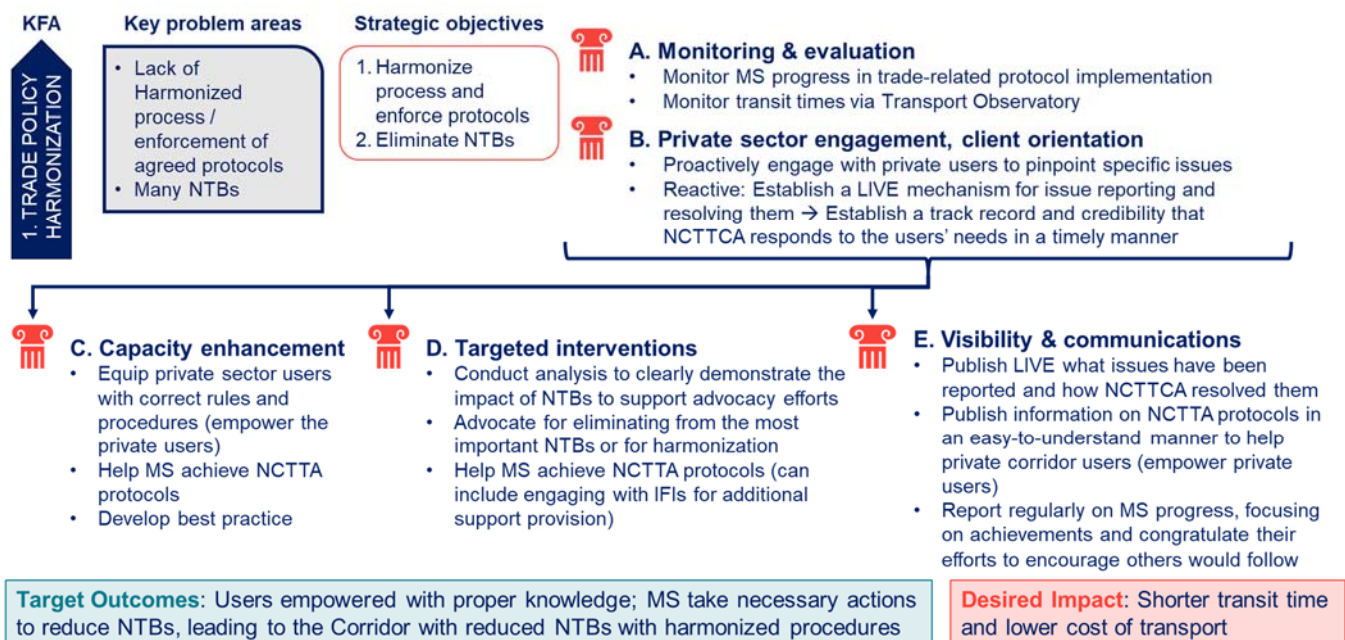 KFA
Key problem areas
Strategic objectives
1. TRADE POLICY
HARMONIZATION
• Lack of
Harmonized
process /
enforcement of
agreed protocols
• Many NTBs
1. Harmonize
process and
enforce protocols
2. Eliminate NTBs
A. Monitoring & evaluation
• Monitor MS progress in trade-related protocol implementation
• Monitor transit times via Transport Observatory
B. Private sector engagement, client orientation
• Proactively engage with private users to pinpoint specific issues
• Reactive: Establish a LIVE mechanism for issue reporting and
resolving them → Establish a track record and credibility that
NCTTCA responds to the users' needs in a timely manner
C. Capacity enhancement
• Equip private sector users
with correct rules and
procedures (empower the
private users)
• Help MS achieve NCTTA
protocols
• Develop best practice
D. Targeted interventions
• Conduct analysis to clearly demonstrate the
impact of NTBs to support advocacy efforts
• Advocate for eliminating from the most
important NTBs or for harmonization
• Help MS achieve NCTTA protocols (can
include engaging with IFIs for additional
support provision)
E. Visibility & communications
• Publish LIVE what issues have been
reported and how NCTTCA resolved them
• Publish information on NCTTA protocols in
an easy-to-understand manner to help
private corridor users (empower private
users)
• Report regularly on MS progress, focusing
on achievements and congratulate their
efforts to encourage others would follow
Target Outcomes: Users empowered with proper knowledge; MS take necessary actions
to reduce NTBs, leading to the Corridor with reduced NTBs with harmonized procedures
Desired Impact: Shorter transit time
and lower cost of transport